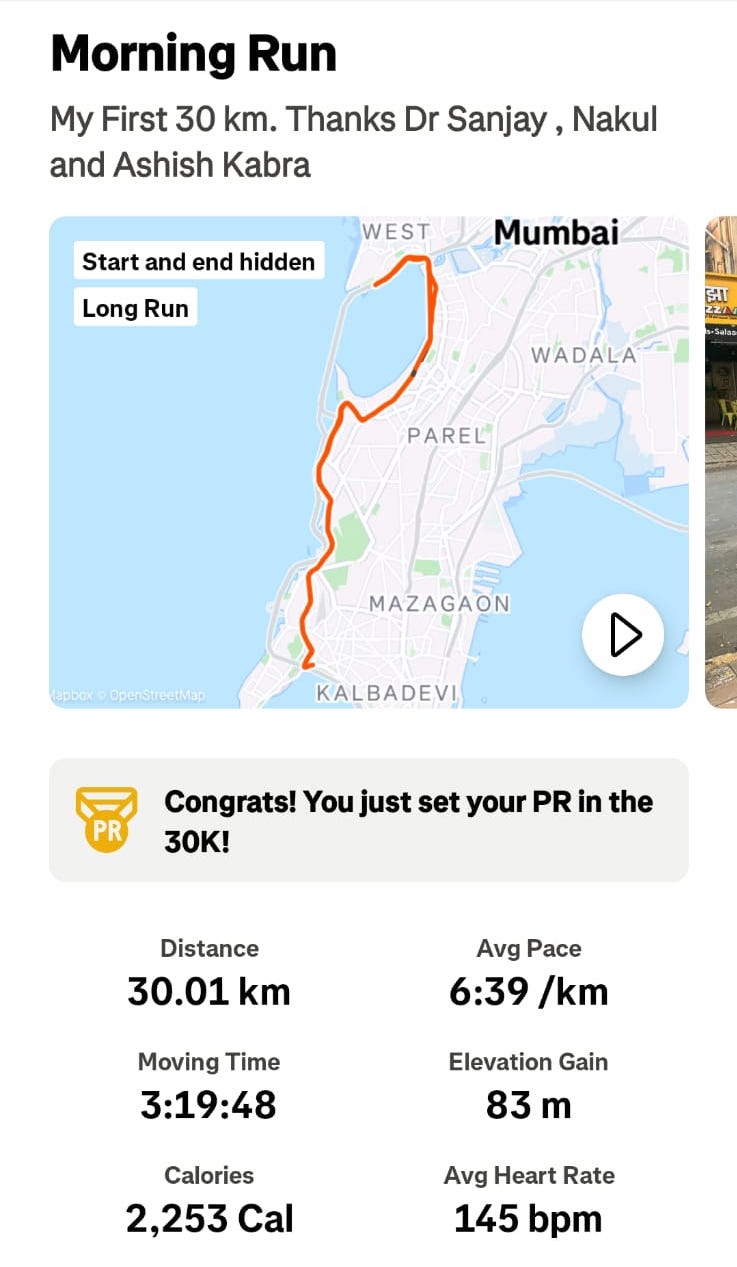 Morning Run
My First 30 km. Thanks Dr Sanjay , Nakul
and Ashish Kabra
WEST
Mumbai
Start and end hidden
Long Run
WADALA
PAREL
MAZAGAON
KALBADEVI
Mapbox © OpenStreetMap
PR
Congrats! You just set your PR in the
30K!
Distance
Avg Pace
30.01 km
6:39 /km
Moving Time
Elevation Gain
3:19:48
83 m
Calories
Avg Heart Rate
2,253 Cal
145 bpm